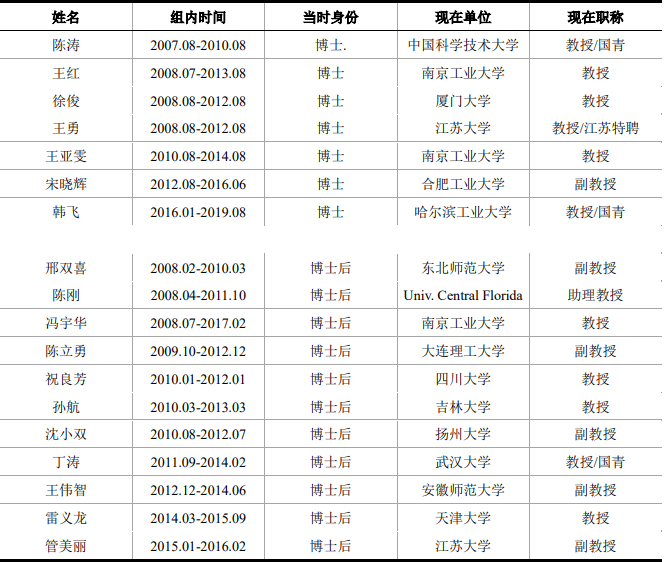 姓名 组内时间 当时身份 现在单位 现在职称
陈涛 2007.08-2010.08 博士. 中国科学技术大学 教授/国青
王红 2008.07-2013.08 博士 南京工业大学 教授
徐俊 2008.08-2012.08 博士 厦门大学 教授
王勇 2008.08-2012.08 博士 江苏大学 教授/江苏特聘
王亚雯 2010.08-2014.08 博士 南京工业大学 教授
宋晓辉 2012.08-2016.06 博士 合肥工业大学 副教授
韩飞 2016.01-2019.08 博士 哈尔滨工业大学 教授/国青
邢双喜 2008.02-2010.03 博士后 东北师范大学 副教授
陈刚 2008.04-2011.10 博士后 Univ. Central Florida 助理教授
冯宇华 2008.07-2017.02 博士后 南京工业大学 教授
陈立勇 2009.10-2012.12 博士后 大连理工大学 副教授
祝良芳 2010.01-2012.01 博士后 四川大学 教授
孙航 2010.03-2013.03 博士后 吉林大学 教授
沈小双 2010.08-2012.07 博士后 扬州大学 副教授
丁涛 2011.09-2014.02 博士后 武汉大学 教授/国青
王伟智 2012.12-2014.06 博士后 安徽师范大学 副教授
雷义龙 2014.03-2015.09 博士后 天津大学 教授
管美丽 2015.01-2016.02 博士后 江苏大学 副教授